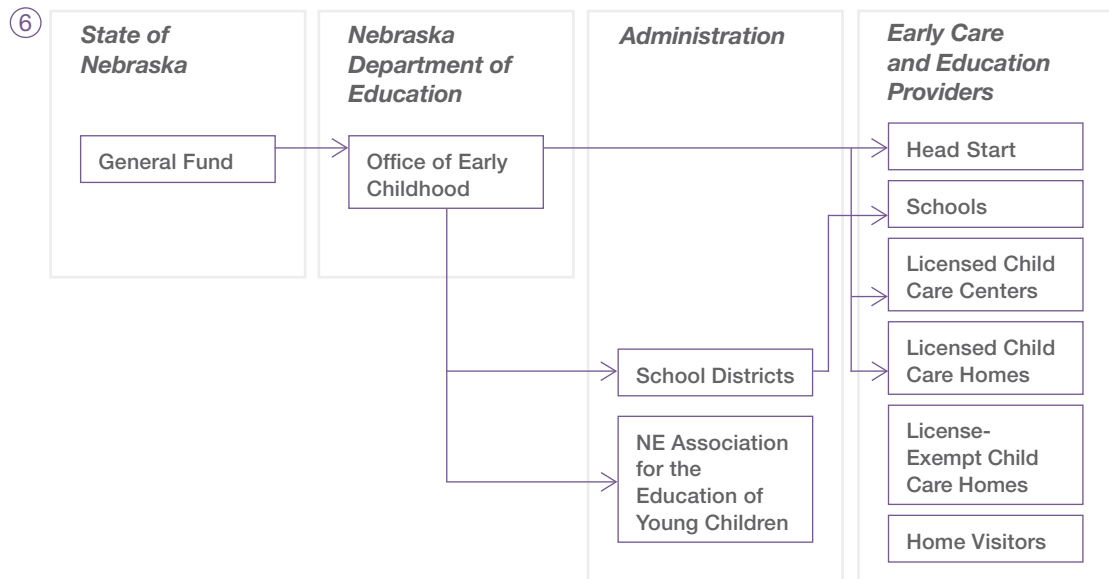 6
State of
Nebraska
Nebraska
Department of
Education
Administration
Early Care
and Education
Providers
General Fund
Office of Early
Childhood
Head Start
Schools
Licensed Child
Care Centers
School Districts
Licensed Child
Care Homes
NE Association
for the
Education of
Young Children
License-
Exempt Child
Care Homes
Home Visitors